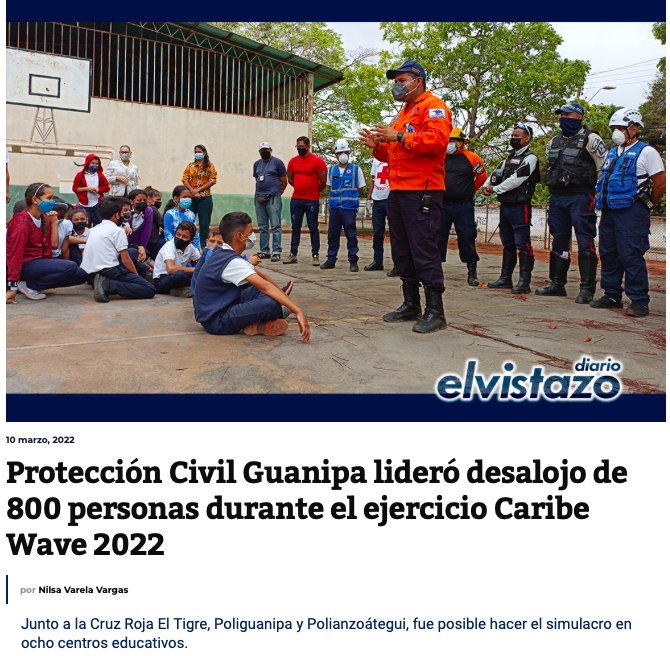 diario
elvistazo
10 marzo, 2022
Protección Civil Guanipa lideró desalojo de
800 personas durante el ejercicio Caribe
Wave 2022
por Nilsa Varela Vargas
Junto a la Cruz Roja El Tigre, Poliguanipa y Polianzoátegui, fue posible hacer el simulacro en
ocho centros educativos.